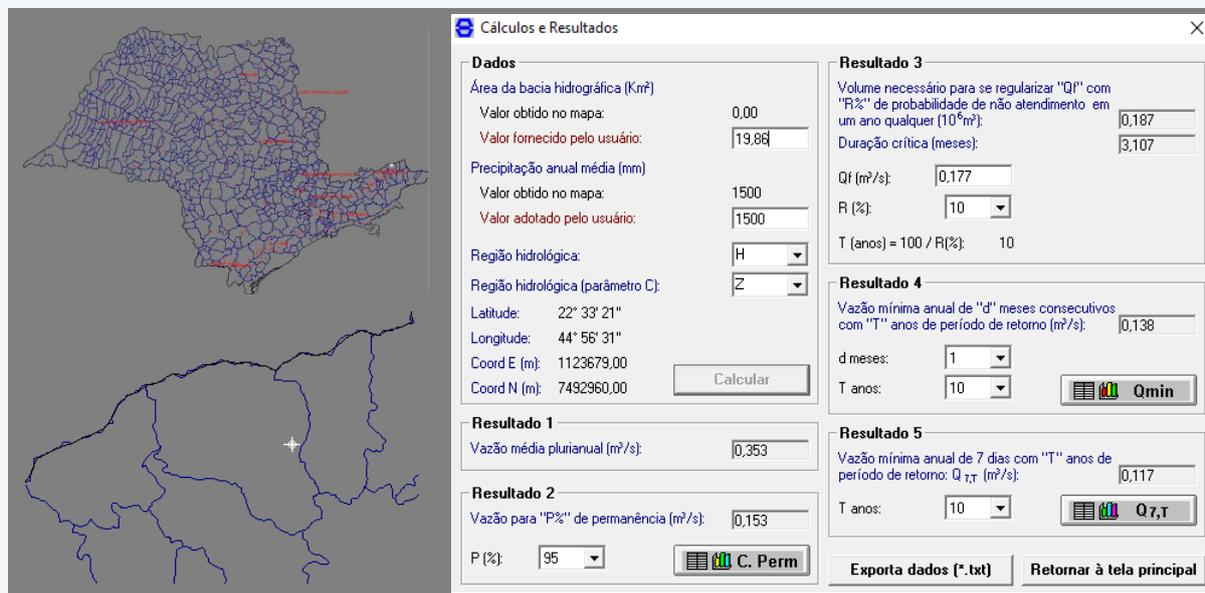 Cálculos e Resultados
Dados
Área da bacia hidrográfica (Km²)
Valor obtido no mapa: 0,00
Valor fornecido pelo usuário: 19,86
Precipitação anual média (mm)
Valor obtido no mapa: 1500
Valor adotado pelo usuário: 1500
Região hidrológica: H
Região hidrológica (parâmetro C): Z
Latitude: 22° 33' 21"
Longitude: 44° 56' 31"
Coord E (m): 1123679,00
Coord N (m): 7492960,00
Calcular
Resultado 1
Vazão média plurianual (m³/s): 0,353
Resultado 2
Vazão para "P%" de permanência (m³/s): 0,153
P (%): 95
C. Perm
Resultado 3
Volume necessário para se regularizar "Qf" com
"R%" de probabilidade de não atendimento em
um ano qualquer (10⁶m³): 0,187
Duração crítica (meses): 3,107
Qf (m³/s): 0,177
R (%): 10
T (anos) = 100 / R(%): 10
Resultado 4
Vazão mínima anual de "d" meses consecutivos
com "T" anos de período de retorno (m³/s): 0,138
d meses: 1
T anos: 10
Qmin
Resultado 5
Vazão mínima anual de 7 dias com "T" anos de
período de retorno: Q 7,T (m³/s): 0,117
T anos: 10
Q7,T
Exporta dados (*.txt)
Retornar à tela principal